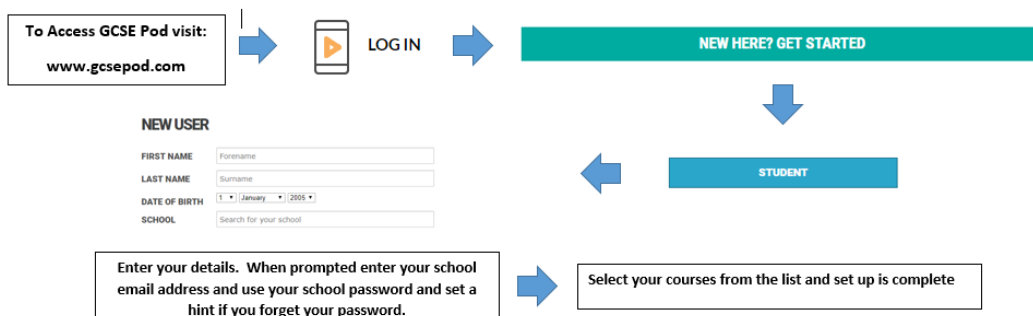 To Access GCSE Pod visit:
www.gcsepod.com
LOG IN
NEW HERE? GET STARTED
STUDENT
NEW USER
FIRST NAME Forename
LAST NAME Surname
DATE OF BIRTH 1 January 2005
SCHOOL Search for your school
Enter your details. When prompted enter your school
email address and use your school password and set a
hint if you forget your password.
Select your courses from the list and set up is complete